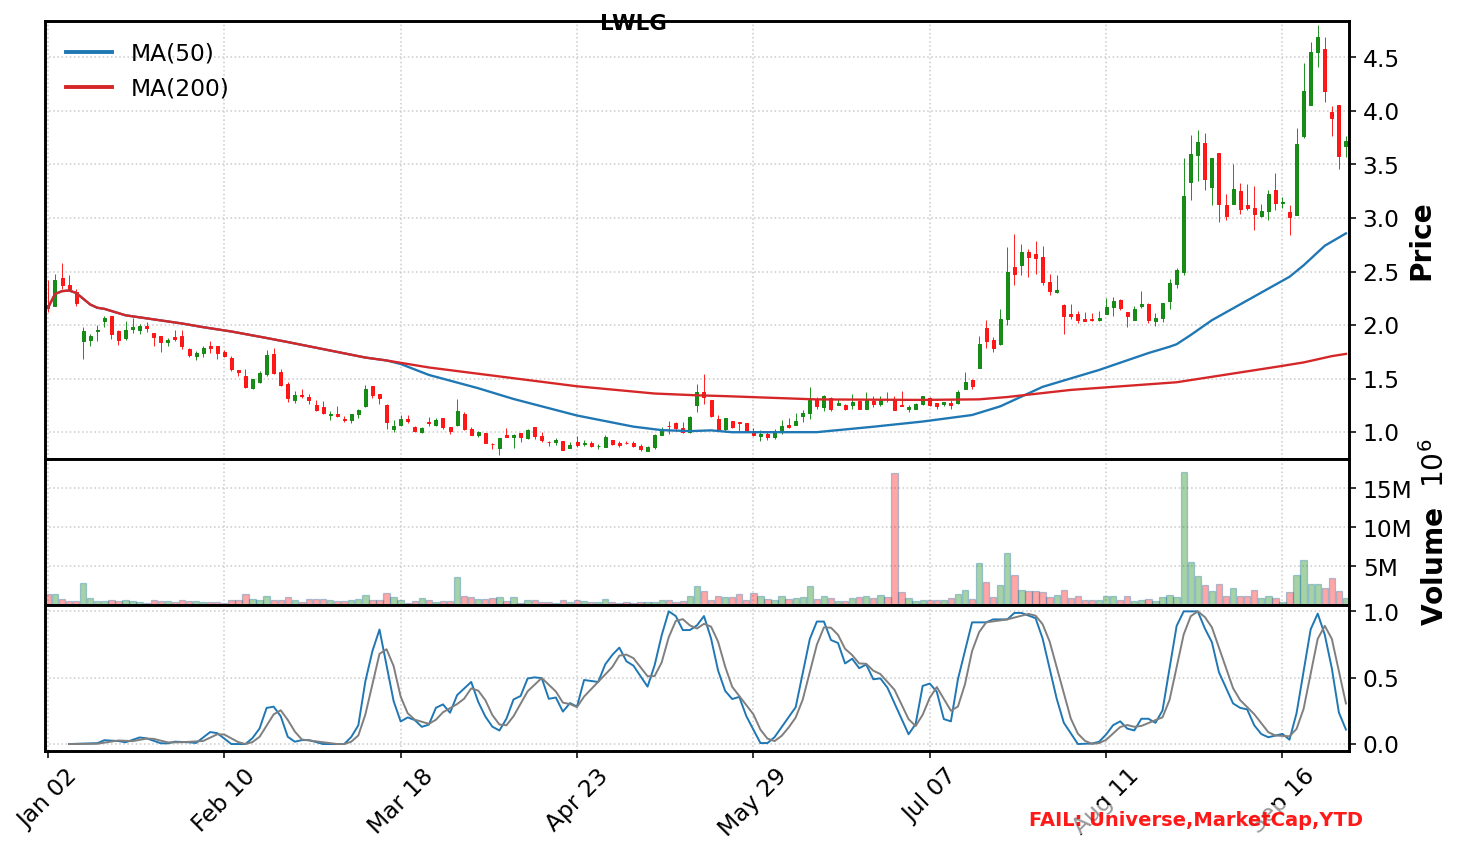 LWLG
MA(50)
MA(200)
4.5
4.0
3.5
3.0
2.5
2.0
1.5
1.0
Price
15M
10M
5M
Volume 10^6
1.0
0.5
0.0
Jan 02
Feb 10
Mar 18
Apr 23
May 29
Jul 07
Aug 11
Sep 16
FAIL: Universe,MarketCap,YTD